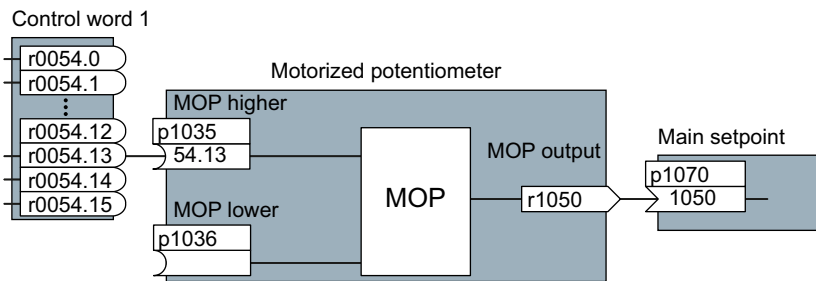 Control word 1
r0054.0
r0054.1
r0054.12
r0054.13
r0054.14
r0054.15
Motorized potentiometer
MOP higher
p1035
54.13
MOP lower
p1036
MOP
MOP output
r1050
Main setpoint
p1070
1050